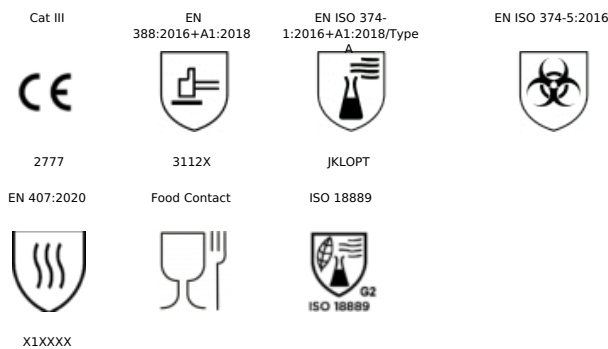 Cat III
EN
388:2016+A1:2018
EN ISO 374-
1:2016+A1:2018/Type
A
EN ISO 374-5:2016
CE
2777
3112X
JKLOPT
EN 407:2020
Food Contact
ISO 18889
G2
ISO 18889
X1XXXX